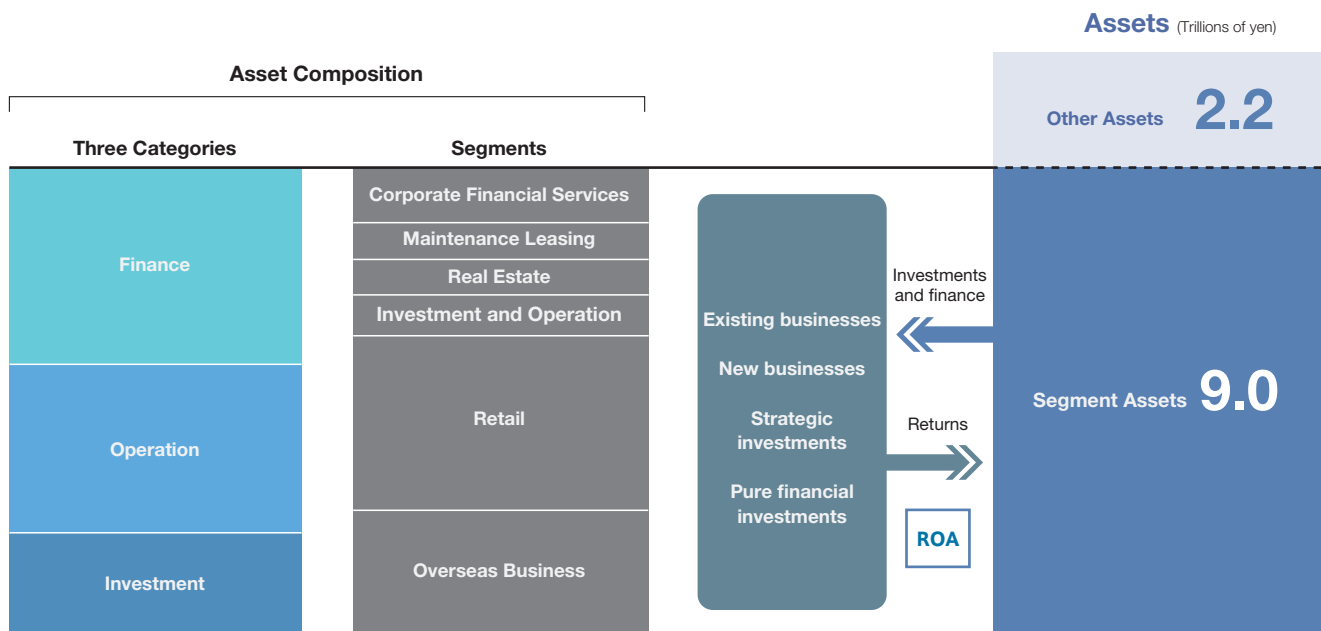 Assets (Trillions of yen)
Asset Composition
Other Assets 2.2
Three Categories
Segments
Finance
Operation
Investment
Corporate Financial Services
Maintenance Leasing
Real Estate
Investment and Operation
Retail
Overseas Business
Existing businesses
New businesses
Strategic
investments
Pure financial
investments
Investments
and finance
Returns
ROA
Segment Assets 9.0